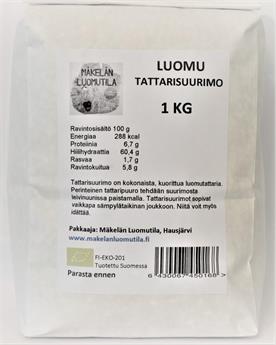 MÄKELÄN
LUOMUTILA
LUOMU
TATTARISUURIMO
1 KG
Ravintosisältö 100 g
Energiaa 288 kcal
Proteiinia 6,7 g
Hiilihydraattia 60,4 g
Rasvaa 1,7 g
Ravintokuitua 5,8 g
Tattarisuurimo on kokonaista, kuorittua luomutattaria.
Perinteinen tattaripuuro tehdään suurimosta
leivinuunissa paistamalla. Tattarisuurimot sopivat
vaikkapa sämpylätaikinan joukkoon. Niitä voit myös
idättää.
Pakkaaja: Mäkelän Luomutila, Hausjärvi
www.makelanluomutila.fi
FI-EKO-201
Tuotettu Suomessa
Parasta ennen
6 430067 450168 >